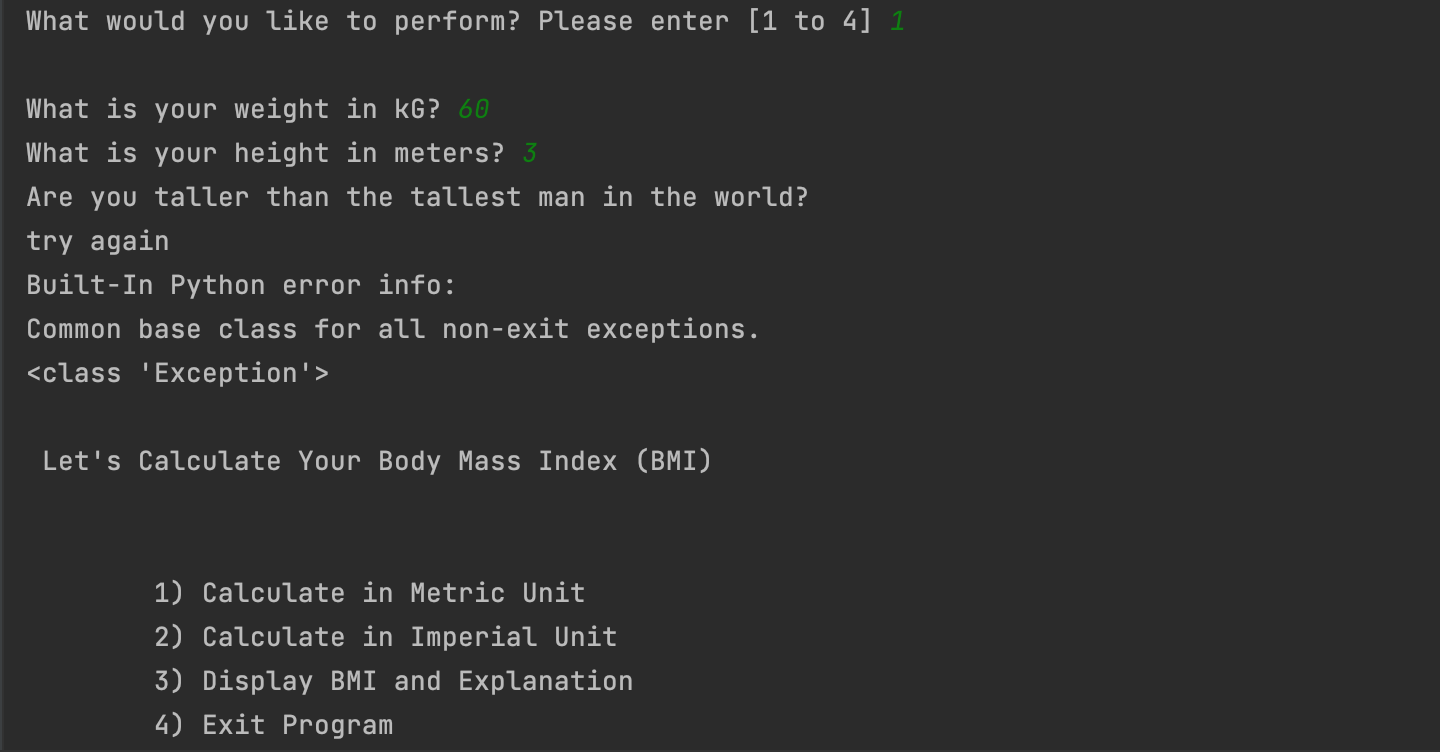 What would you like to perform? Please enter [1 to 4] 1
What is your weight in kG? 60
What is your height in meters? 3
Are you taller than the tallest man in the world?
try again
Built-In Python error info:
Common base class for all non-exit exceptions.
<class 'Exception'>
Let's Calculate Your Body Mass Index (BMI)
1) Calculate in Metric Unit
2) Calculate in Imperial Unit
3) Display BMI and Explanation
4) Exit Program